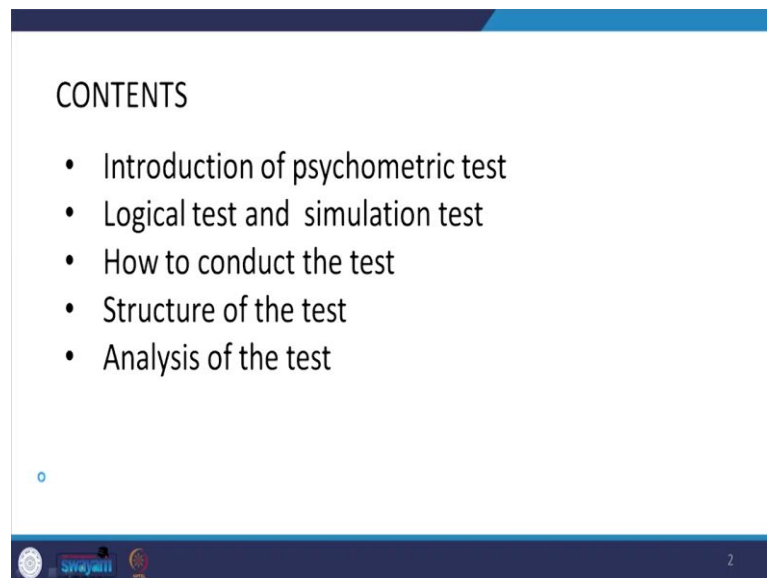 CONTENTS
• Introduction of psychometric test
• Logical test and simulation test
• How to conduct the test
• Structure of the test
• Analysis of the test
swayam
2